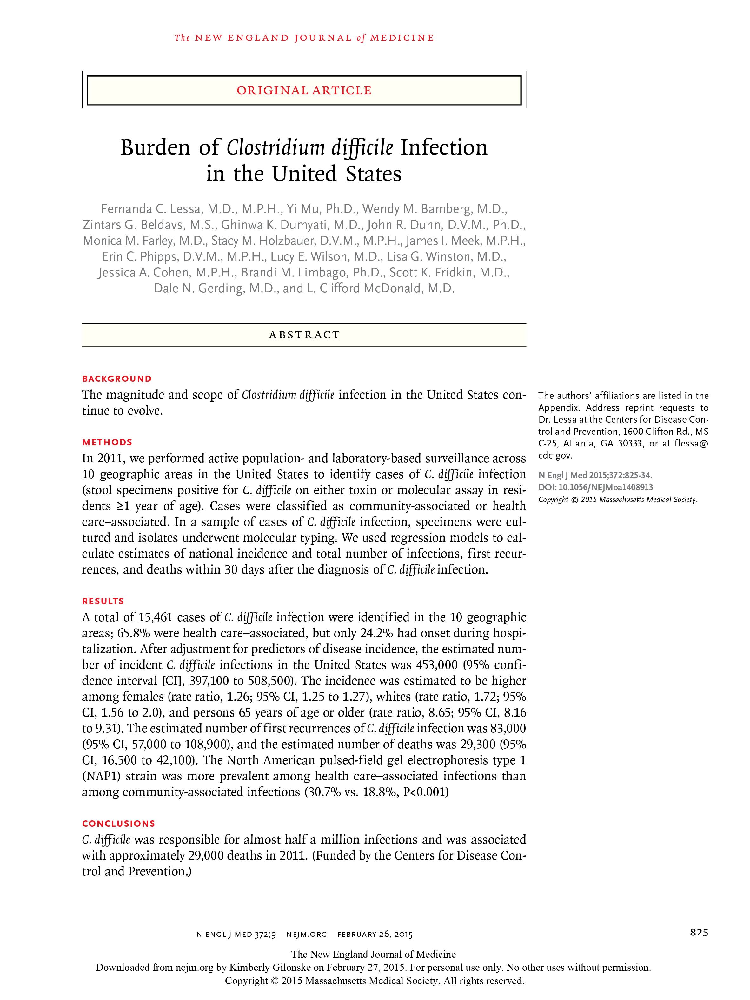 The NEW ENGLAND JOURNAL of MEDICINE
ORIGINAL ARTICLE
Burden of Clostridium difficile Infection
in the United States
Fernanda C. Lessa, M.D., M.P.H., Yi Mu, Ph.D., Wendy M. Bamberg, M.D.,
Zintars G. Beldavs, M.S., Ghinwa K. Dumyati, M.D., John R. Dunn, D.V.M., Ph.D.,
Monica M. Farley, M.D., Stacy M. Holzbauer, D.V.M., M.P.H., James I. Meek, M.P.H.,
Erin C. Phipps, D.V.M., M.P.H., Lucy E. Wilson, M.D., Lisa G. Winston, M.D.,
Jessica A. Cohen, M.P.H., Brandi M. Limbago, Ph.D., Scott K. Fridkin, M.D.,
Dale N. Gerding, M.D., and L. Clifford McDonald, M.D.
ABSTRACT
BACKGROUND
The magnitude and scope of Clostridium difficile infection in the United States con-
tinue to evolve.
METHODS
In 2011, we performed active population- and laboratory-based surveillance across
10 geographic areas in the United States to identify cases of C. difficile infection
(stool specimens positive for C. difficile on either toxin or molecular assay in resi-
dents ≥1 year of age). Cases were classified as community-associated or health
care–associated. In a sample of cases of C. difficile infection, specimens were cul-
tured and isolates underwent molecular typing. We used regression models to cal-
culate estimates of national incidence and total number of infections, first recur-
rences, and deaths within 30 days after the diagnosis of C. difficile infection.
RESULTS
A total of 15,461 cases of C. difficile infection were identified in the 10 geographic
areas; 65.8% were health care–associated, but only 24.2% had onset during hospi-
talization. After adjustment for predictors of disease incidence, the estimated num-
ber of incident C. difficile infections in the United States was 453,000 (95% confi-
dence interval [CI], 397,100 to 508,500). The incidence was estimated to be higher
among females (rate ratio, 1.26; 95% CI, 1.25 to 1.27), whites (rate ratio, 1.72; 95%
CI, 1.56 to 2.0), and persons 65 years of age or older (rate ratio, 8.65; 95% CI, 8.16
to 9.31). The estimated number of first recurrences of C. difficile infection was 83,000
(95% CI, 57,000 to 108,900), and the estimated number of deaths was 29,300 (95%
CI, 16,500 to 42,100). The North American pulsed-field gel electrophoresis type 1
(NAP1) strain was more prevalent among health care–associated infections than
among community-associated infections (30.7% vs. 18.8%, P<0.001)
CONCLUSIONS
C. difficile was responsible for almost half a million infections and was associated
with approximately 29,000 deaths in 2011. (Funded by the Centers for Disease Con-
trol and Prevention.)
The authors' affiliations are listed in the
Appendix. Address reprint requests to
Dr. Lessa at the Centers for Disease Con-
trol and Prevention, 1600 Clifton Rd., MS
C-25, Atlanta, GA 30333, or at flessa@
cdc.gov.
N Engl J Med 2015;372:825-34.
DOI: 10.1056/NEJMoa1408913
Copyright © 2015 Massachusetts Medical Society.
N ENGL J MED 372;9 NEJM.ORG FEBRUARY 26, 2015
825
The New England Journal of Medicine
Downloaded from nejm.org by Kimberly Gilonske on February 27, 2015. For personal use only. No other uses without permission.
Copyright © 2015 Massachusetts Medical Society. All rights reserved.